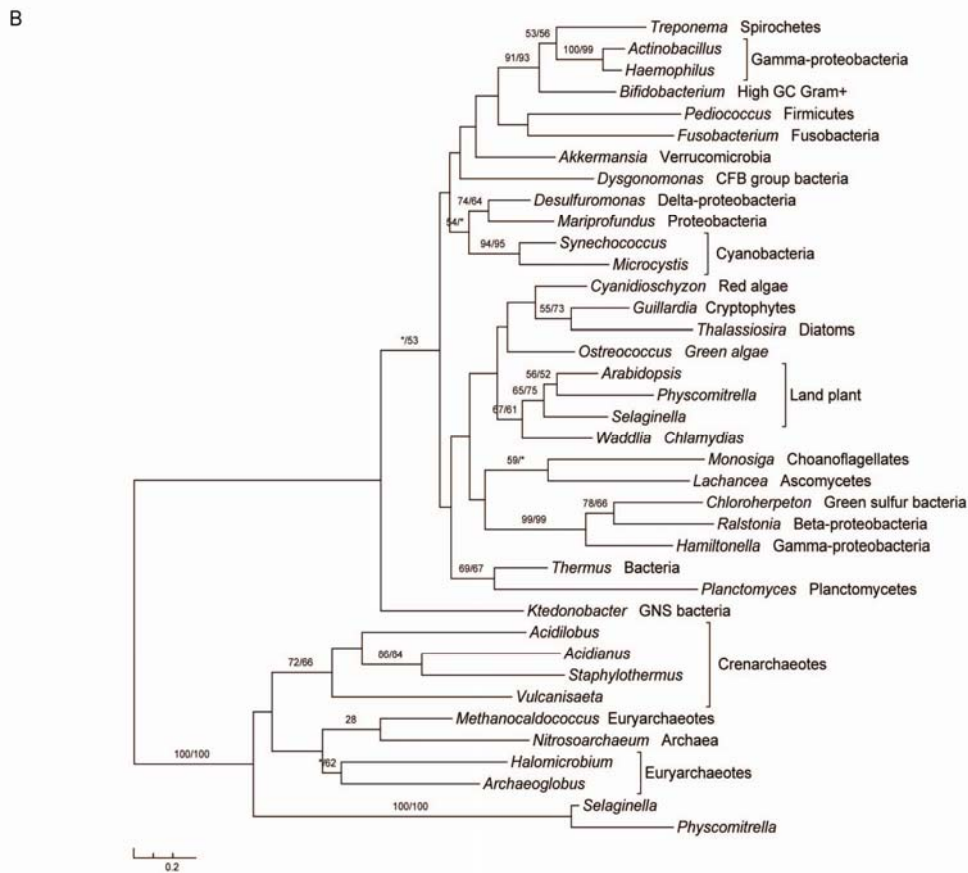 B
Treponema Spirochetes
53/56
Actinobacillus
100/99
Gamma-proteobacteria
91/93
Haemophilus
Bifidobacterium High GC Gram+
Pediococcus Firmicutes
Fusobacterium Fusobacteria
Akkermansia Verrucomicrobia
Dysgonomonas CFB group bacteria
74/64
Desulfuromonas Delta-proteobacteria
54/*
Mariprofundus Proteobacteria
94/95
Synechococcus
Cyanobacteria
Microcystis
Cyanidioschyzon Red algae
55/73
Guillardia Cryptophytes
Thalassiosira Diatoms
*/53
Ostreococcus Green algae
56/52
Arabidopsis
65/75
Physcomitrella
Land plant
67/61
Selaginella
Waddlia Chlamydias
59/*
Monosiga Choanoflagellates
Lachancea Ascomycetes
78/66
Chloroherpeton Green sulfur bacteria
99/99
Ralstonia Beta-proteobacteria
Hamiltonella Gamma-proteobacteria
69/67
Thermus Bacteria
Planctomyces Planctomycetes
Ktedonobacter GNS bacteria
Acidilobus
86/84
Acidianus
Crenarchaeotes
72/66
Staphylothermus
Vulcanisaeta
28
Methanocaldococcus Euryarchaeotes
Nitrosoarchaeum Archaea
100/100
*/62
Halomicrobium
Euryarchaeotes
Archaeoglobus
100/100
Selaginella
Physcomitrella
0.2